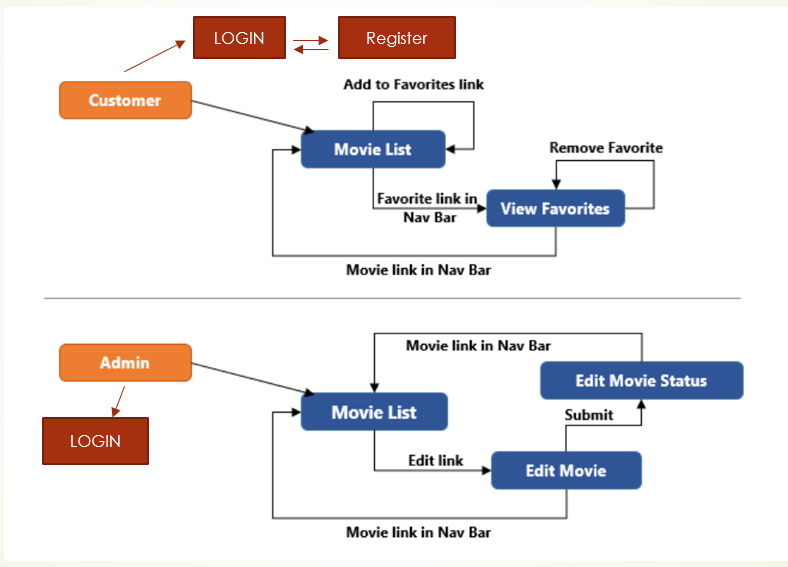 LOGIN
Register
Customer
Add to Favorites link
Movie List
Remove Favorite
Favorite link in
Nav Bar
View Favorites
Movie link in Nav Bar
Movie link in Nav Bar
Admin
Edit Movie Status
Movie List
Submit
LOGIN
Edit link
Edit Movie
Movie link in Nav Bar